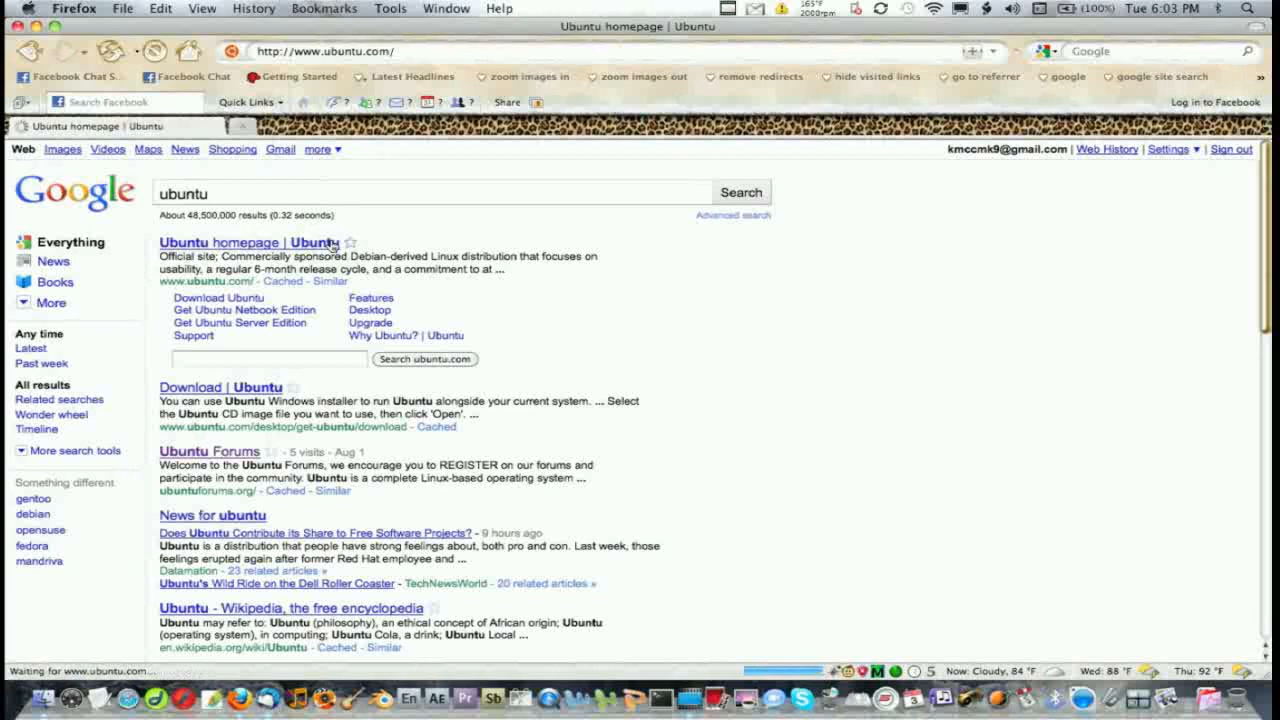 Firefox File Edit View History Bookmarks Tools Window Help 165°F 2000rpm (100%) Tue 6:03 PM
Ubuntu homepage | Ubuntu
http://www.ubuntu.com/ Google
Facebook Chat S... Facebook Chat Getting Started Latest Headlines zoom images in zoom images out remove redirects hide visited links go to referrer google google site search »
Search Facebook Quick Links ? ? ? ? ? Share Log in to Facebook
Ubuntu homepage | Ubuntu
Web Images Videos Maps News Shopping Gmail more kmccmk9@gmail.com | Web History | Settings | Sign out
Google ubuntu Search
About 48,500,000 results (0.32 seconds) Advanced search
Everything
News
Books
More
Any time
Latest
Past week
All results
Related searches
Wonder wheel
Timeline
More search tools
Something different
gentoo
debian
opensuse
fedora
mandriva
Ubuntu homepage | Ubuntu
Official site; Commercially sponsored Debian-derived Linux distribution that focuses on
usability, a regular 6-month release cycle, and a commitment to at ...
www.ubuntu.com/ - Cached - Similar
Download Ubuntu Features
Get Ubuntu Netbook Edition Desktop
Get Ubuntu Server Edition Upgrade
Support Why Ubuntu? | Ubuntu
Search ubuntu.com
Download | Ubuntu
You can use Ubuntu Windows installer to run Ubuntu alongside your current system. ... Select
the Ubuntu CD image file you want to use, then click 'Open'. ...
www.ubuntu.com/desktop/get-ubuntu/download - Cached
Ubuntu Forums - 5 visits - Aug 1
Welcome to the Ubuntu Forums, we encourage you to REGISTER on our forums and
participate in the community. Ubuntu is a complete Linux-based operating system ...
ubuntuforums.org/ - Cached - Similar
News for ubuntu
Does Ubuntu Contribute its Share to Free Software Projects? - 9 hours ago
Ubuntu is a distribution that people have strong feelings about, both pro and con. Last week, those
feelings erupted again after former Red Hat employee and ...
Datamation - 23 related articles »
Ubuntu's Wild Ride on the Dell Roller Coaster - TechNewsWorld - 20 related articles »
Ubuntu - Wikipedia, the free encyclopedia
Ubuntu may refer to: Ubuntu (philosophy), an ethical concept of African origin; Ubuntu
(operating system), in computing; Ubuntu Cola, a drink; Ubuntu Local ...
en.wikipedia.org/wiki/Ubuntu - Cached - Similar
Waiting for www.ubuntu.com... M 5 Now: Cloudy, 84 °F Wed: 88 °F Thu: 92 °F
En AE Pr Sb